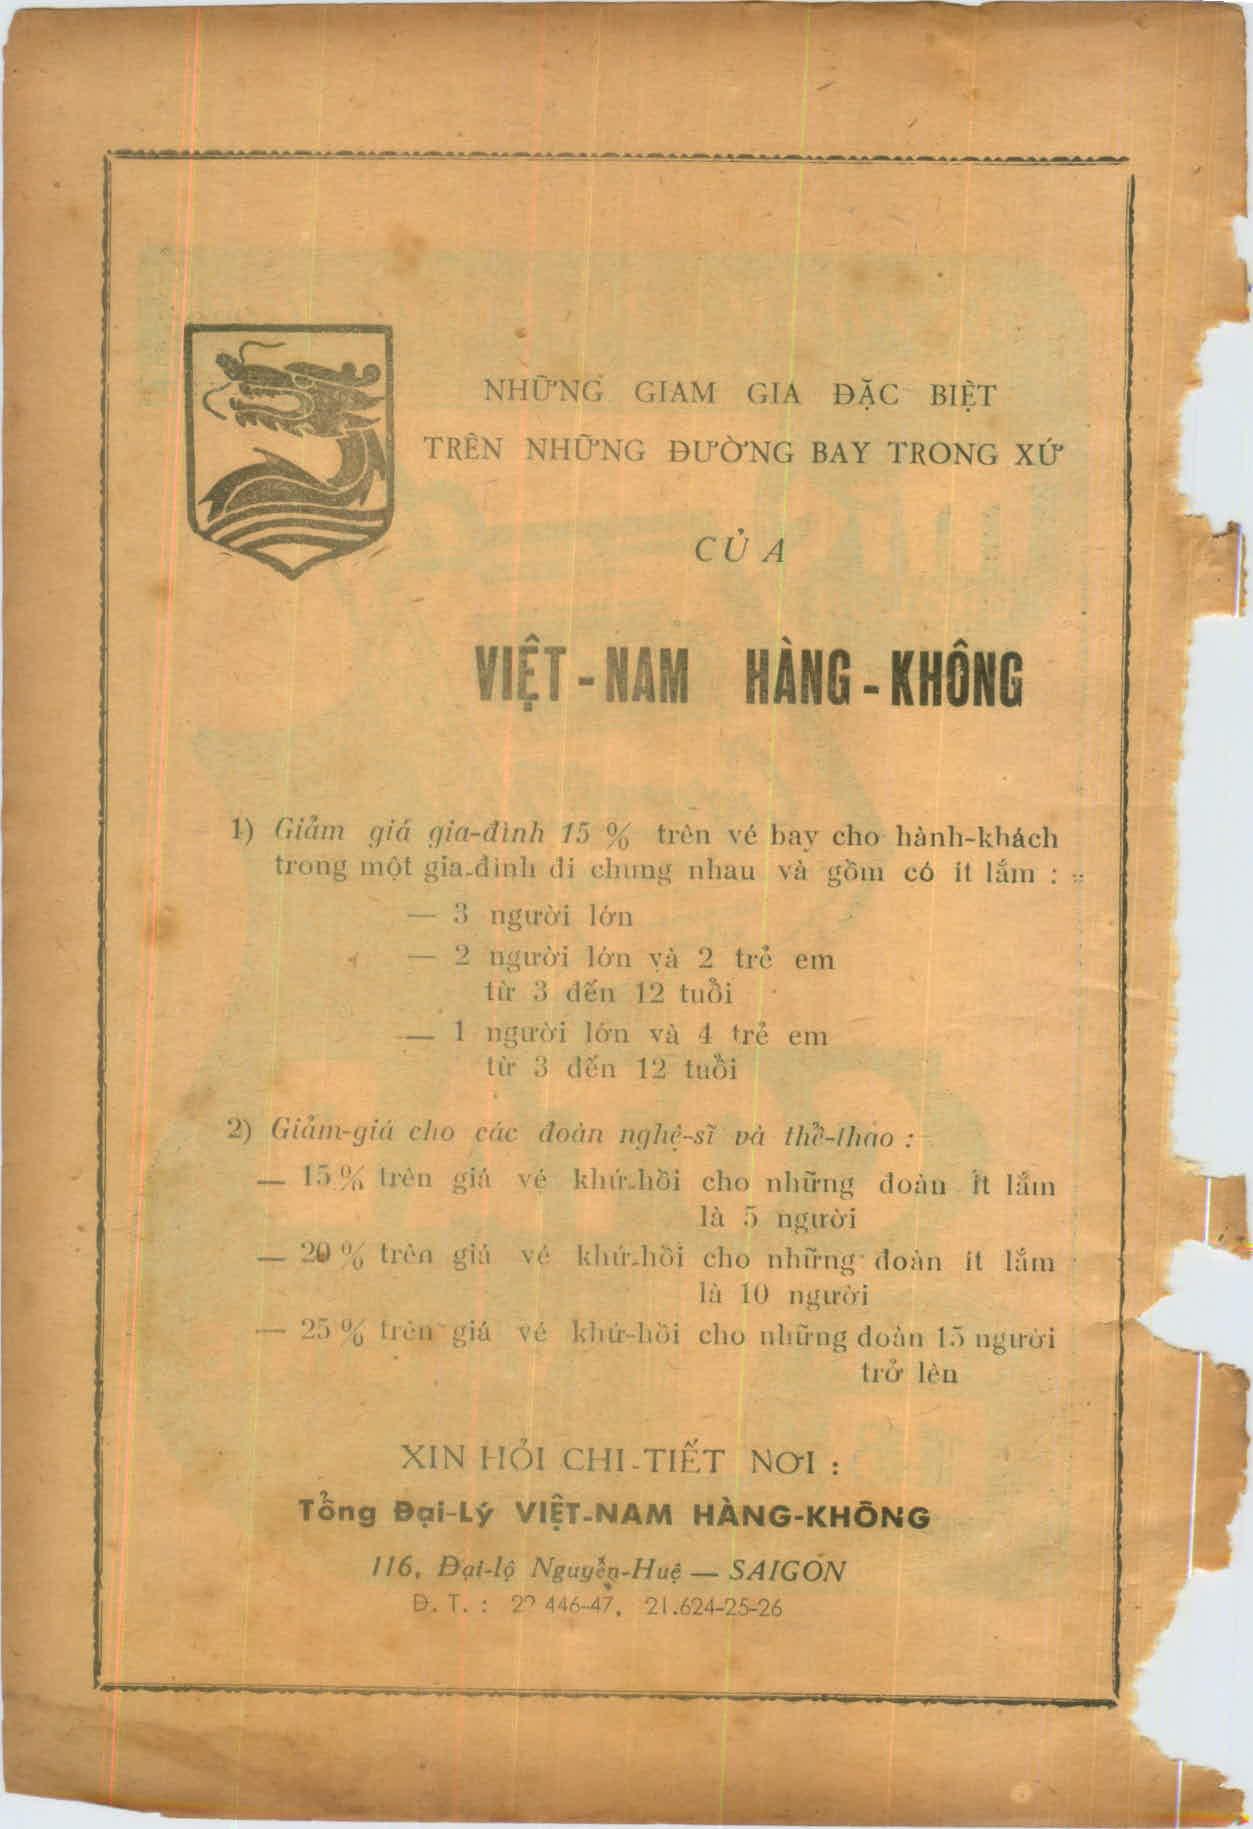 NHỮNG GIAM GIA ĐẶC BIỆT
TRÊN NHỮNG ĐƯỜNG BAY TRONG XỨ
CỦA
VIỆT-NAM HÀNG-KHÔNG
1) Giảm giá gia-đình 15 % trên vé bay cho hành-khách
trong một gia-đình đi chung nhau và gồm có ít lắm :
— 3 người lớn
— 2 người lớn và 2 trẻ em
từ 3 đến 12 tuổi
— 1 người lớn và 4 trẻ em
từ 3 đến 12 tuổi
2) Giảm-giá cho các đoàn nghệ-sĩ và thể-thao :
— 15 % trên giá vé khứ-hồi cho những đoàn ít lắm
là 5 người
— 20 % trên giá vé khứ-hồi cho những đoàn ít lắm
là 10 người
— 25 % trên giá vé khứ-hồi cho những đoàn 15 người
trở lên
XIN HỎI CHI-TIẾT NƠI :
Tổng Đại-Lý VIỆT-NAM HÀNG-KHÔNG
116, Đại-lộ Nguyễn-Huệ — SAIGON
Đ. T. : 446-47, 21.624-25-26